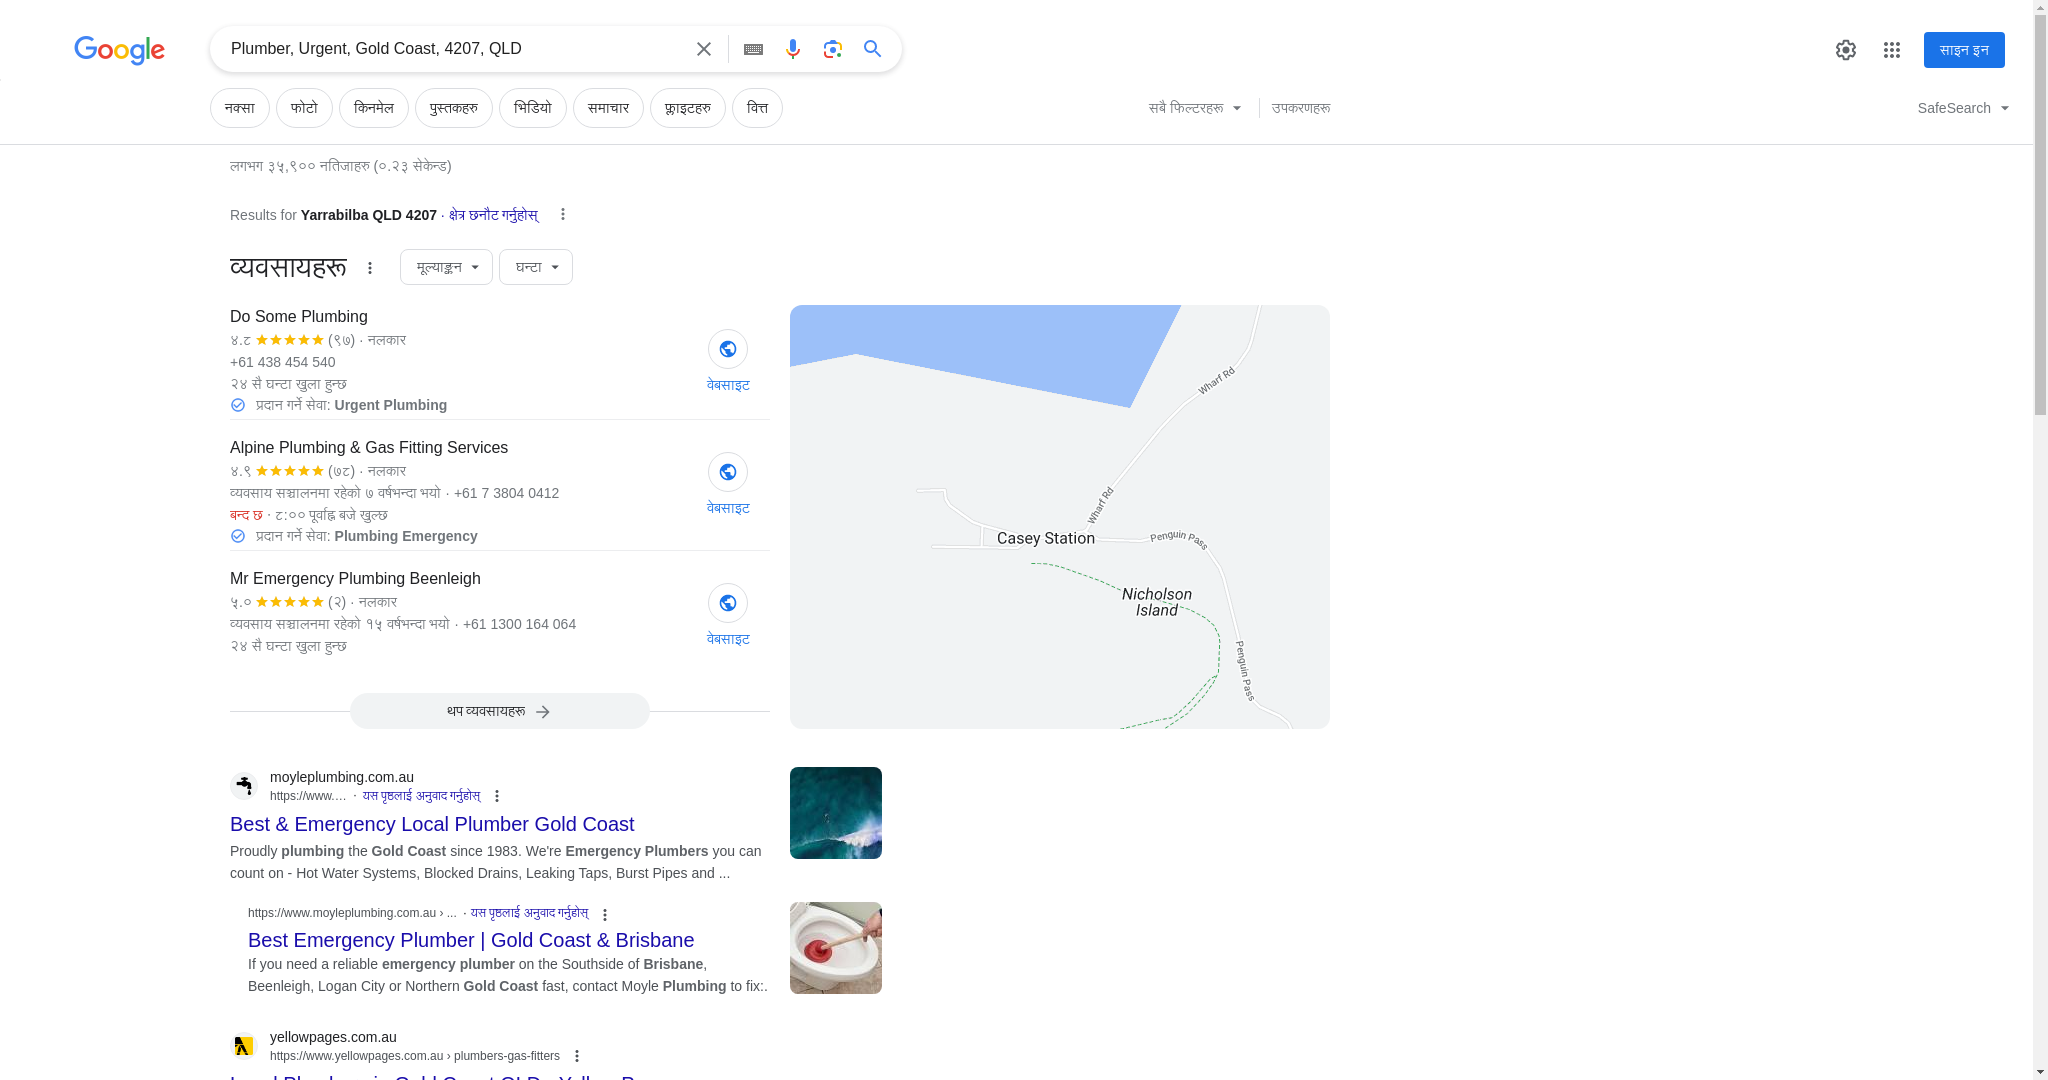 Google
Plumber, Urgent, Gold Coast, 4207, QLD
साइन इन
नक्सा
फोटो
किनमेल
पुस्तकहरु
भिडियो
समाचार
फ्लाइटहरु
वित्त
सबै फिल्टरहरू
उपकरणहरू
SafeSearch
लगभग ३५,९०० नतिजाहरु (०.२३ सेकेन्ड)
Results for Yarrabilba QLD 4207 · क्षेत्र छनौट गर्नुहोस्
व्यवसायहरू
मूल्याङ्कन
घन्टा
Do Some Plumbing
४.८ (९७) · नलकार
+61 438 454 540
२४ सै घन्टा खुला हुन्छ
प्रदान गर्ने सेवा: Urgent Plumbing
वेबसाइट
Alpine Plumbing & Gas Fitting Services
४.९ (७८) · नलकार
व्यवसाय सञ्चालनमा रहेको ७ वर्षभन्दा भयो · +61 7 3804 0412
बन्द छ · ८:०० पूर्वाह्न बजे खुल्छ
प्रदान गर्ने सेवा: Plumbing Emergency
वेबसाइट
Mr Emergency Plumbing Beenleigh
५.० (२) · नलकार
व्यवसाय सञ्चालनमा रहेको १५ वर्षभन्दा भयो · +61 1300 164 064
२४ सै घन्टा खुला हुन्छ
वेबसाइट
थप व्यवसायहरू
Wharf Rd
Wharf Rd
Casey Station
Penguin Pass
Nicholson
Island
Penguin Pass
moyleplumbing.com.au
https://www.… · यस पृष्ठलाई अनुवाद गर्नुहोस्
Best & Emergency Local Plumber Gold Coast
Proudly plumbing the Gold Coast since 1983. We're Emergency Plumbers you can
count on - Hot Water Systems, Blocked Drains, Leaking Taps, Burst Pipes and ...
https://www.moyleplumbing.com.au › ... · यस पृष्ठलाई अनुवाद गर्नुहोस्
Best Emergency Plumber | Gold Coast & Brisbane
If you need a reliable emergency plumber on the Southside of Brisbane,
Beenleigh, Logan City or Northern Gold Coast fast, contact Moyle Plumbing to fix:.
yellowpages.com.au
https://www.yellowpages.com.au › plumbers-gas-fitters